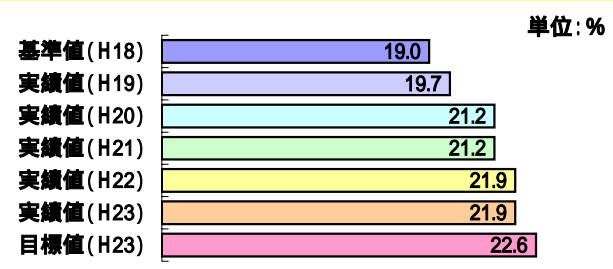 単位:%
基準値(H18) 19.0
実績値(H19) 19.7
実績値(H20) 21.2
実績値(H21) 21.2
実績値(H22) 21.9
実績値(H23) 21.9
目標値(H23) 22.6